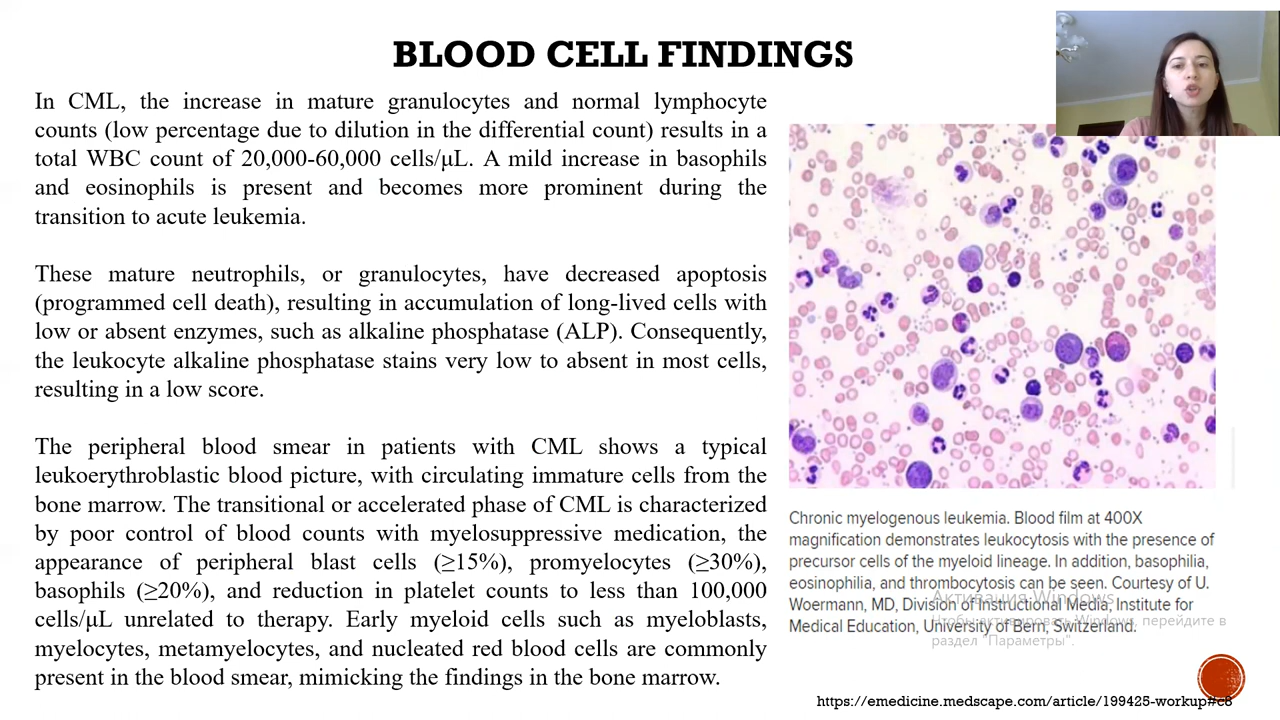 BLOOD CELL FINDINGS
In CML, the increase in mature granulocytes and normal lymphocyte
counts (low percentage due to dilution in the differential count) results in a
total WBC count of 20,000-60,000 cells/μL. A mild increase in basophils
and eosinophils is present and becomes more prominent during the
transition to acute leukemia.
These mature neutrophils, or granulocytes, have decreased apoptosis
(programmed cell death), resulting in accumulation of long-lived cells with
low or absent enzymes, such as alkaline phosphatase (ALP). Consequently,
the leukocyte alkaline phosphatase stains very low to absent in most cells,
resulting in a low score.
The peripheral blood smear in patients with CML shows a typical
leukoerythroblastic blood picture, with circulating immature cells from the
bone marrow. The transitional or accelerated phase of CML is characterized
by poor control of blood counts with myelosuppressive medication, the
appearance of peripheral blast cells (≥15%), promyelocytes (≥30%),
basophils (≥20%), and reduction in platelet counts to less than 100,000
cells/μL unrelated to therapy. Early myeloid cells such as myeloblasts,
myelocytes, metamyelocytes, and nucleated red blood cells are commonly
present in the blood smear, mimicking the findings in the bone marrow.
Chronic myelogenous leukemia. Blood film at 400X
magnification demonstrates leukocytosis with the presence of
precursor cells of the myeloid lineage. In addition, basophilia,
eosinophilia, and thrombocytosis can be seen. Courtesy of U.
Woermann, MD, Division of Instructional Media, Institute for
Medical Education, University of Bern, Switzerland.
Активация Windows
Чтобы активировать Windows, перейдите в
раздел "Параметры".
https://emedicine.medscape.com/article/199425-workup#c8